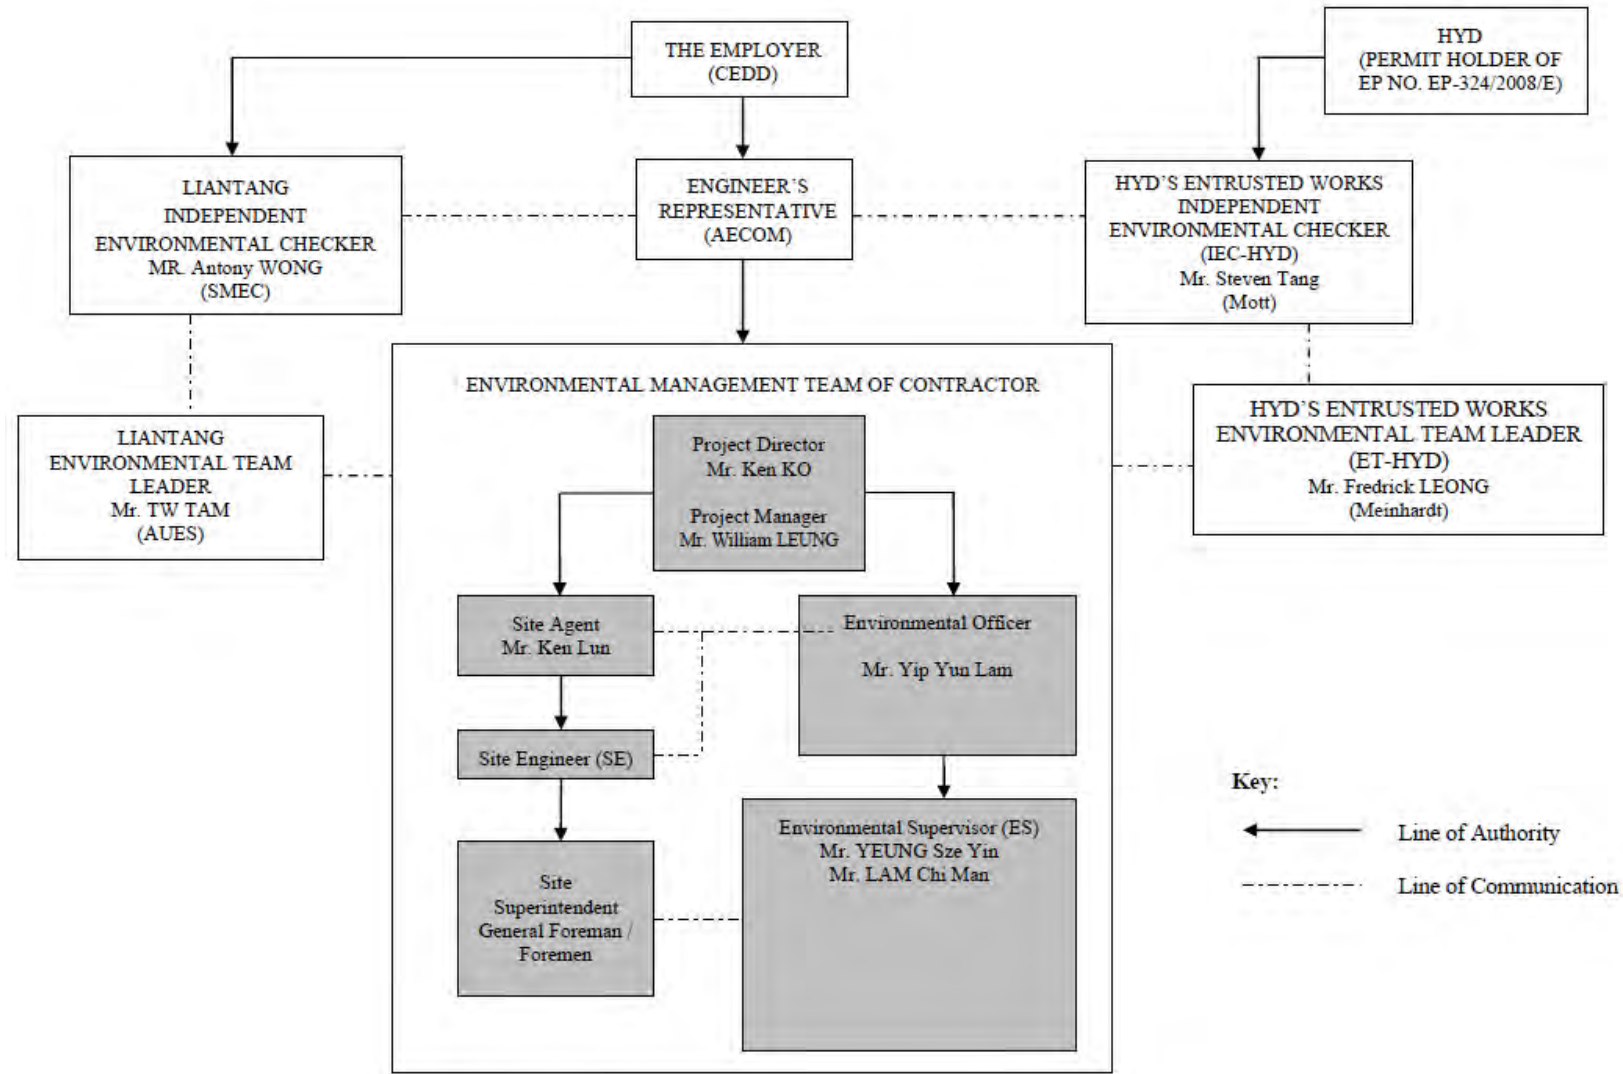 THE EMPLOYER
(CEDD)
HYD
(PERMIT HOLDER OF
EP NO. EP-324/2008/E)
LIANTANG
INDEPENDENT
ENVIRONMENTAL CHECKER
MR. Antony WONG
(SMEC)
ENGINEER'S
REPRESENTATIVE
(AECOM)
HYD'S ENTRUSTED WORKS
INDEPENDENT
ENVIRONMENTAL CHECKER
(IEC-HYD)
Mr. Steven Tang
(Mott)
LIANTANG
ENVIRONMENTAL TEAM
LEADER
Mr. TW TAM
(AUES)
ENVIRONMENTAL MANAGEMENT TEAM OF CONTRACTOR
HYD'S ENTRUSTED WORKS
ENVIRONMENTAL TEAM LEADER
(ET-HYD)
Mr. Fredrick LEONG
(Meinhardt)
Project Director
Mr. Ken KO
Project Manager
Mr. William LEUNG
Site Agent
Mr. Ken Lun
Environmental Officer
Mr. Yip Yun Lam
Site Engineer (SE)
Environmental Supervisor (ES)
Mr. YEUNG Sze Yin
Mr. LAM Chi Man
Site
Superintendent
General Foreman /
Foremen
Key:
Line of Authority
Line of Communication